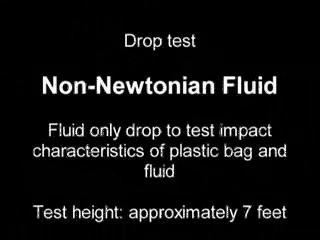 Drop test
Non-Newtonian Fluid
Fluid only drop to test impact
characteristics of plastic bag and
fluid
Test height: approximately 7 feet